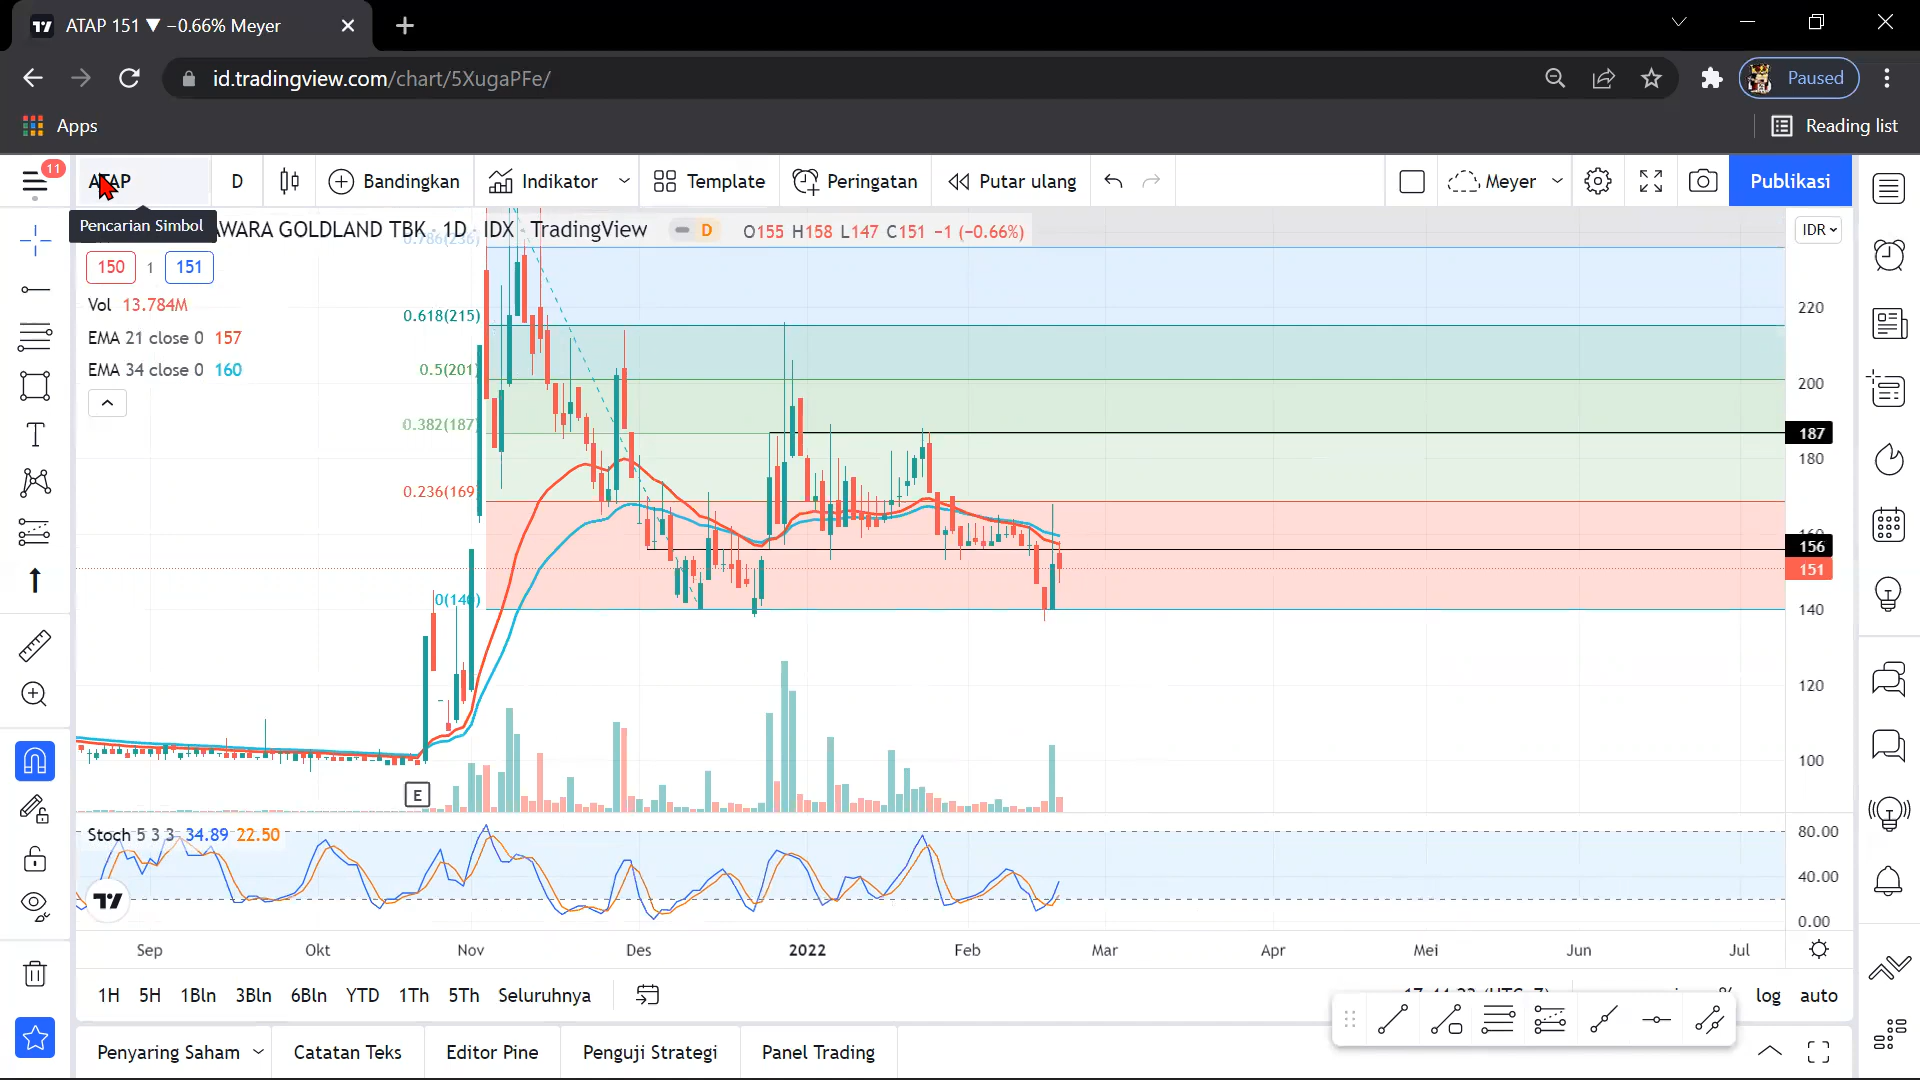 ATAP 151 ▼ −0.66% Meyer
id.tradingview.com/chart/5XugaPFe/
Paused
Apps
Reading list
11
ATAP
D
Bandingkan
Indikator
Template
Peringatan
Putar ulang
Meyer
Publikasi
Pencarian Simbol
WARA GOLDLAND TBK · 1D · IDX TradingView
D
O155 H158 L147 C151 −1 (−0.66%)
IDR
150
1
151
Vol 13.784M
EMA 21 close 0 157
EMA 34 close 0 160
0.786(236)
0.618(215)
0.5(201)
0.382(187)
0.236(169)
0(140)
220
200
187
180
160
156
151
140
120
100
E
Stoch 5 3 3 34.89 22.50
80.00
40.00
0.00
Sep
Okt
Nov
Des
2022
Feb
Mar
Apr
Mei
Jun
Jul
1H
5H
1Bln
3Bln
6Bln
YTD
1Th
5Th
Seluruhnya
log
auto
Penyaring Saham
Catatan Teks
Editor Pine
Penguji Strategi
Panel Trading